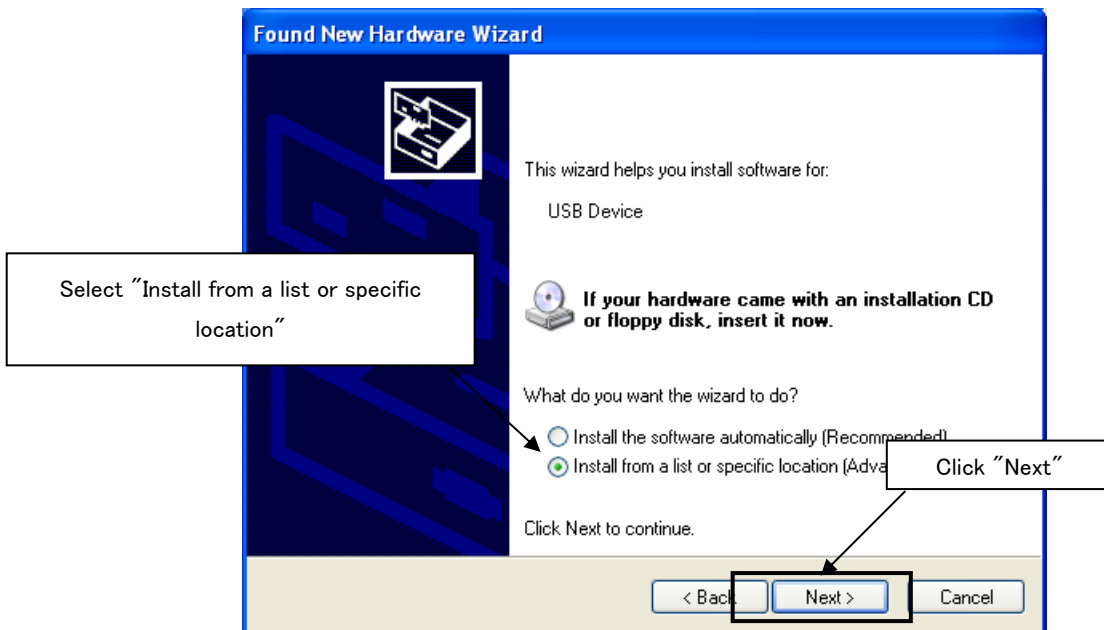 Found New Hardware Wizard
This wizard helps you install software for:
USB Device
Select "Install from a list or specific
location"
If your hardware came with an installation CD
or floppy disk, insert it now.
What do you want the wizard to do?
Install the software automatically (Recommended)
Install from a list or specific location (Adva
Click "Next"
Click Next to continue.
< Back
Next >
Cancel